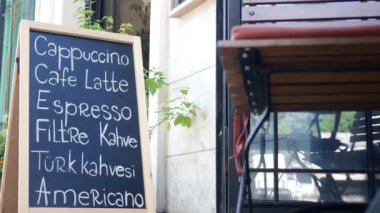 Cappuccino
Cafe Latte
Espresso
Filtre Kahve
Türk kahvesi
Americano